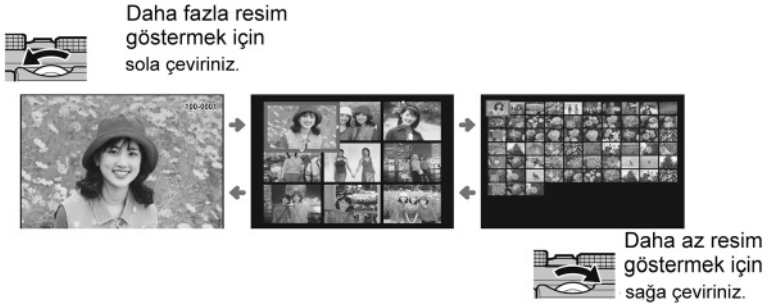 Daha fazla resim
göstermek için
sola çeviriniz.
100-0001
Daha az resim
göstermek için
sağa çeviriniz.